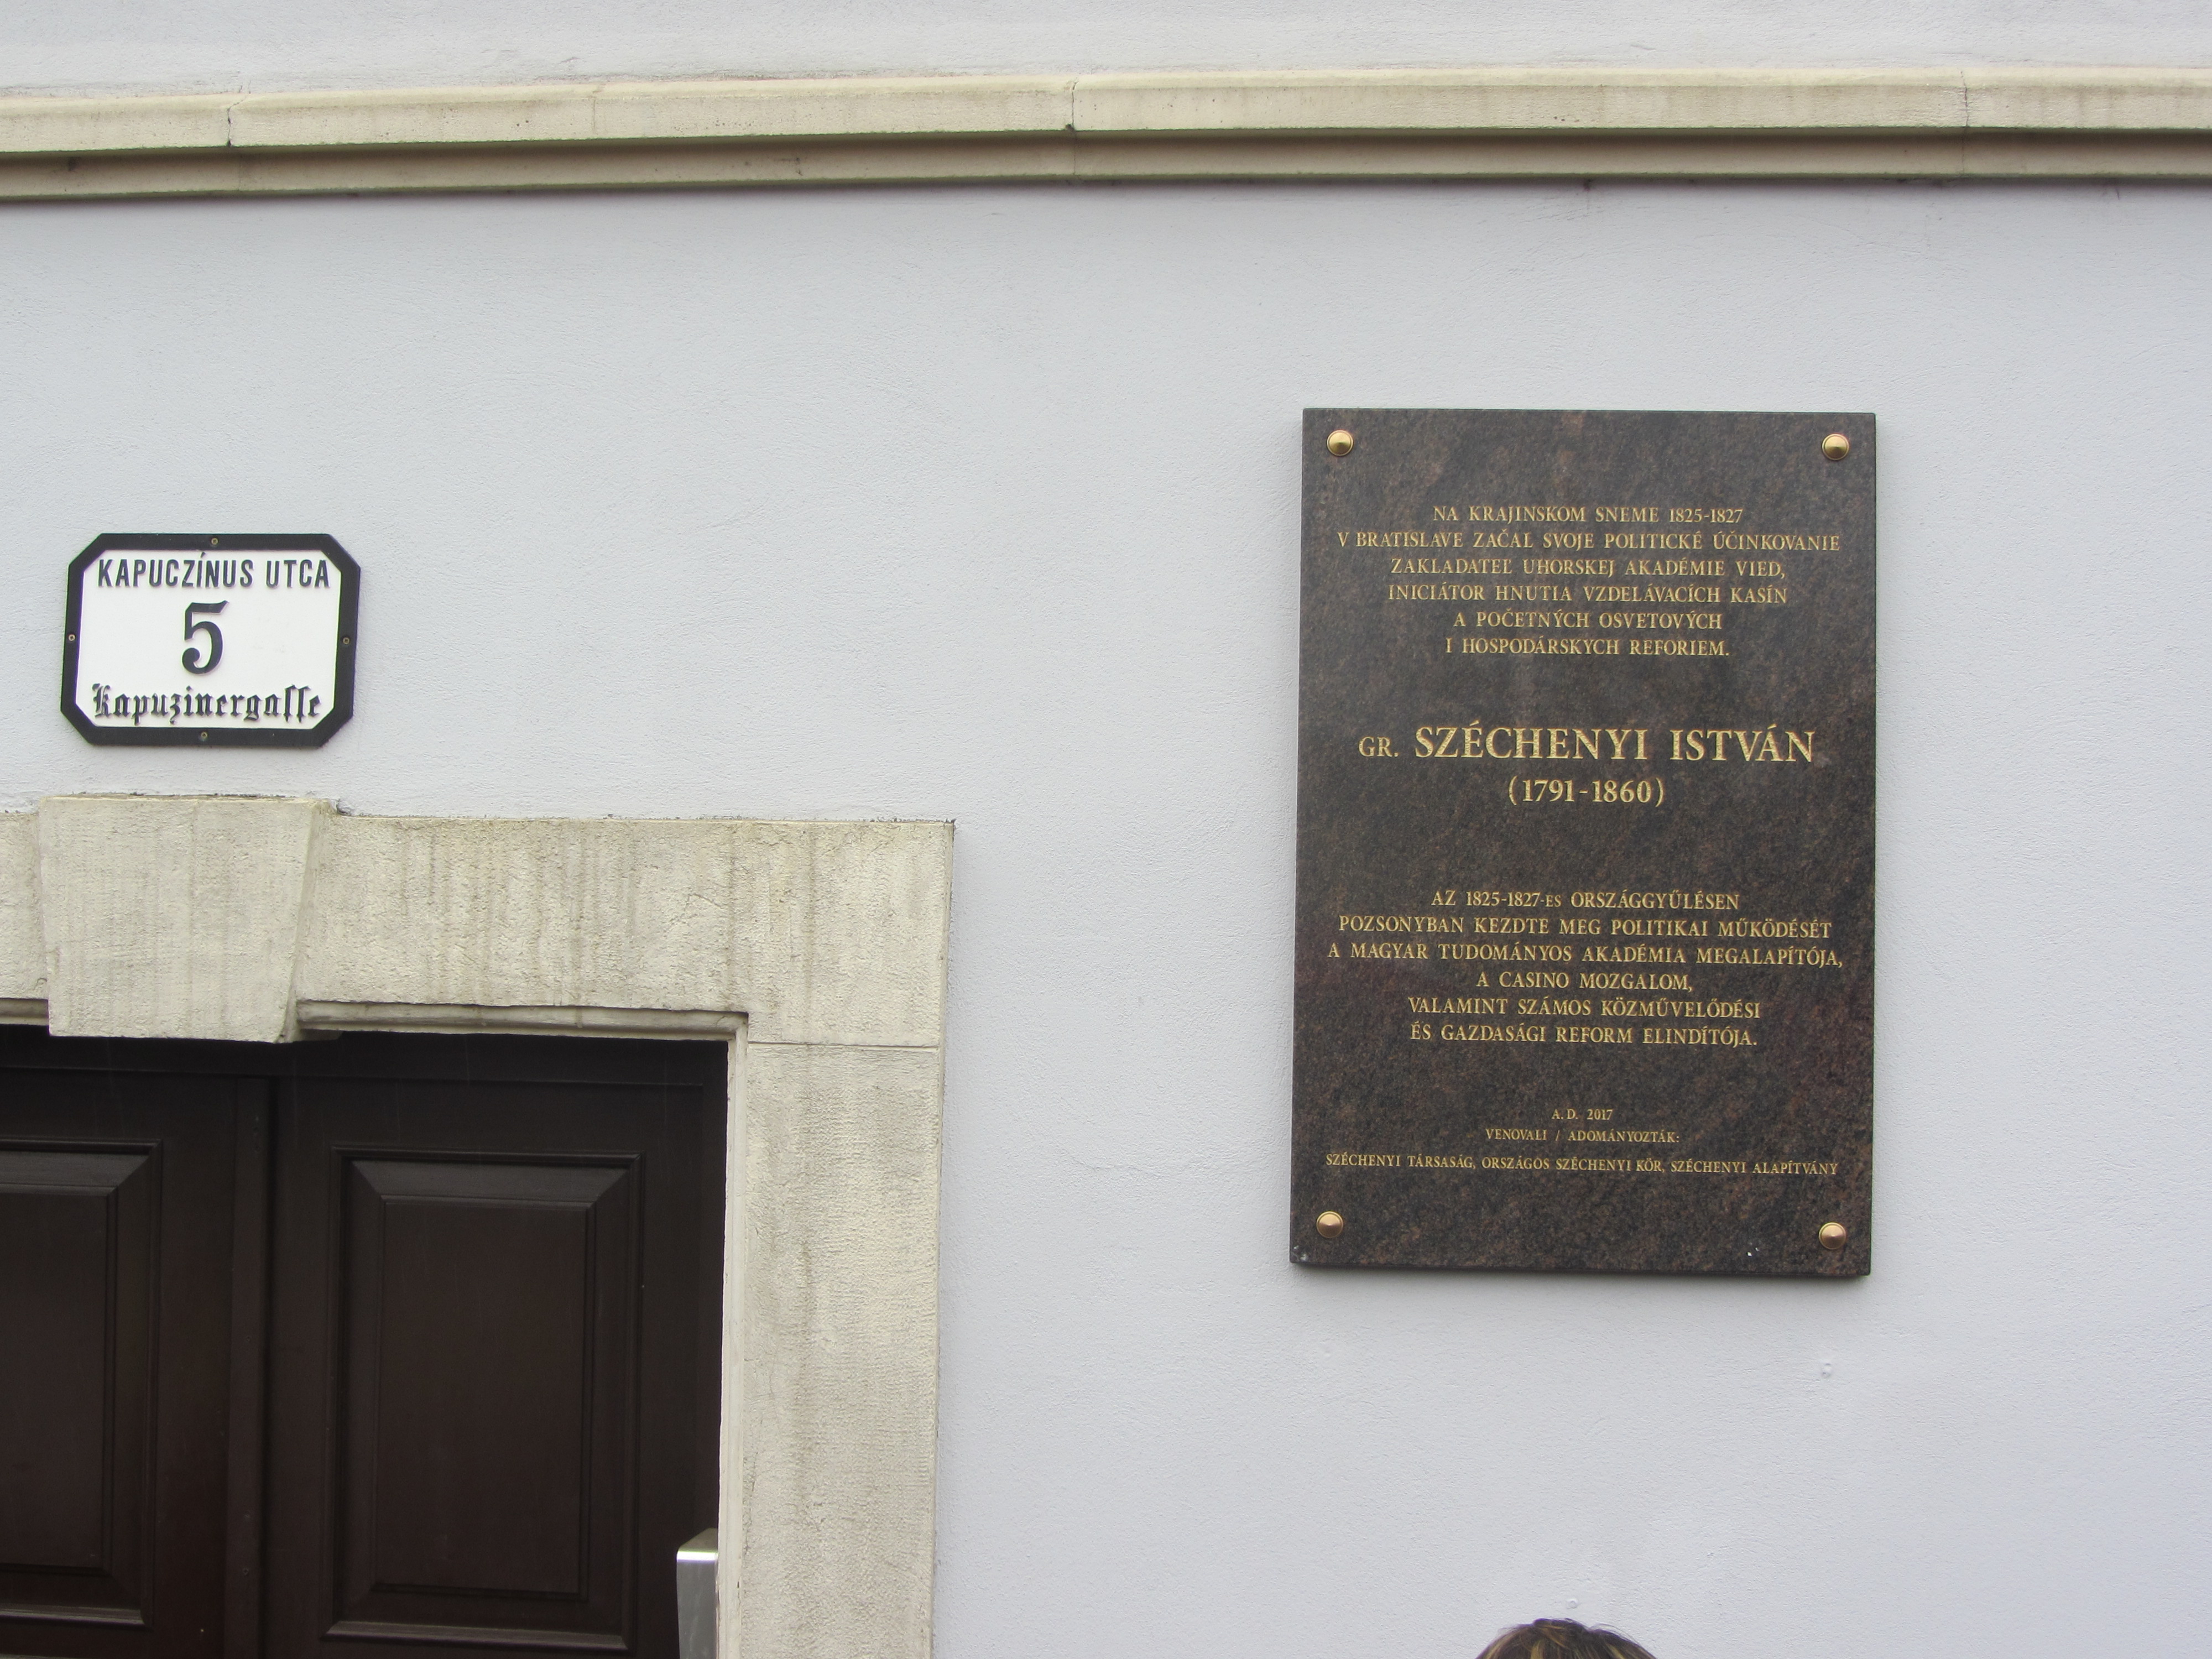 KAPUCZÍNUS UTCA
5
Kapuzinergasse
NA KRAJINSKOM SNEME 1825-1827
V BRATISLAVE ZAČAL SVOJE POLITICKÉ ÚČINKOVANIE
ZAKLADATEĽ UHORSKEJ AKADÉMIE VIED,
INICIÁTOR HNUTIA VZDELÁVACÍCH KASÍN
A POČETNÝCH OSVETOVÝCH
I HOSPODÁRSKYCH REFORIEM.
GR. SZÉCHENYI ISTVÁN
(1791-1860)
AZ 1825-1827-ES ORSZÁGGYŰLÉSEN
POZSONYBAN KEZDTE MEG POLITIKAI MŰKÖDÉSÉT
A MAGYAR TUDOMÁNYOS AKADÉMIA MEGALAPÍTÓJA,
A CASINO MOZGALOM,
VALAMINT SZÁMOS KÖZMŰVELŐDÉSI
ÉS GAZDASÁGI REFORM ELINDÍTÓJA.
A.D. 2017
VENOVALI / ADOMÁNYOZTÁK:
SZÉCHENYI TÁRSASÁG, ORSZÁGOS SZÉCHENYI KÖR, SZÉCHENYI ALAPÍTVÁNY